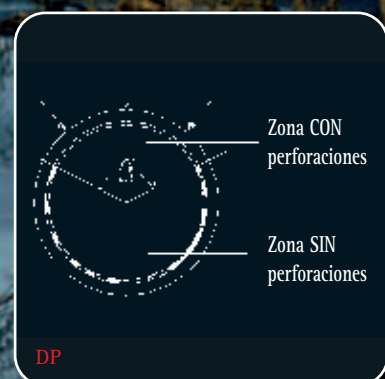 Zona CON
perforaciones
Zona SIN
perforaciones
DP